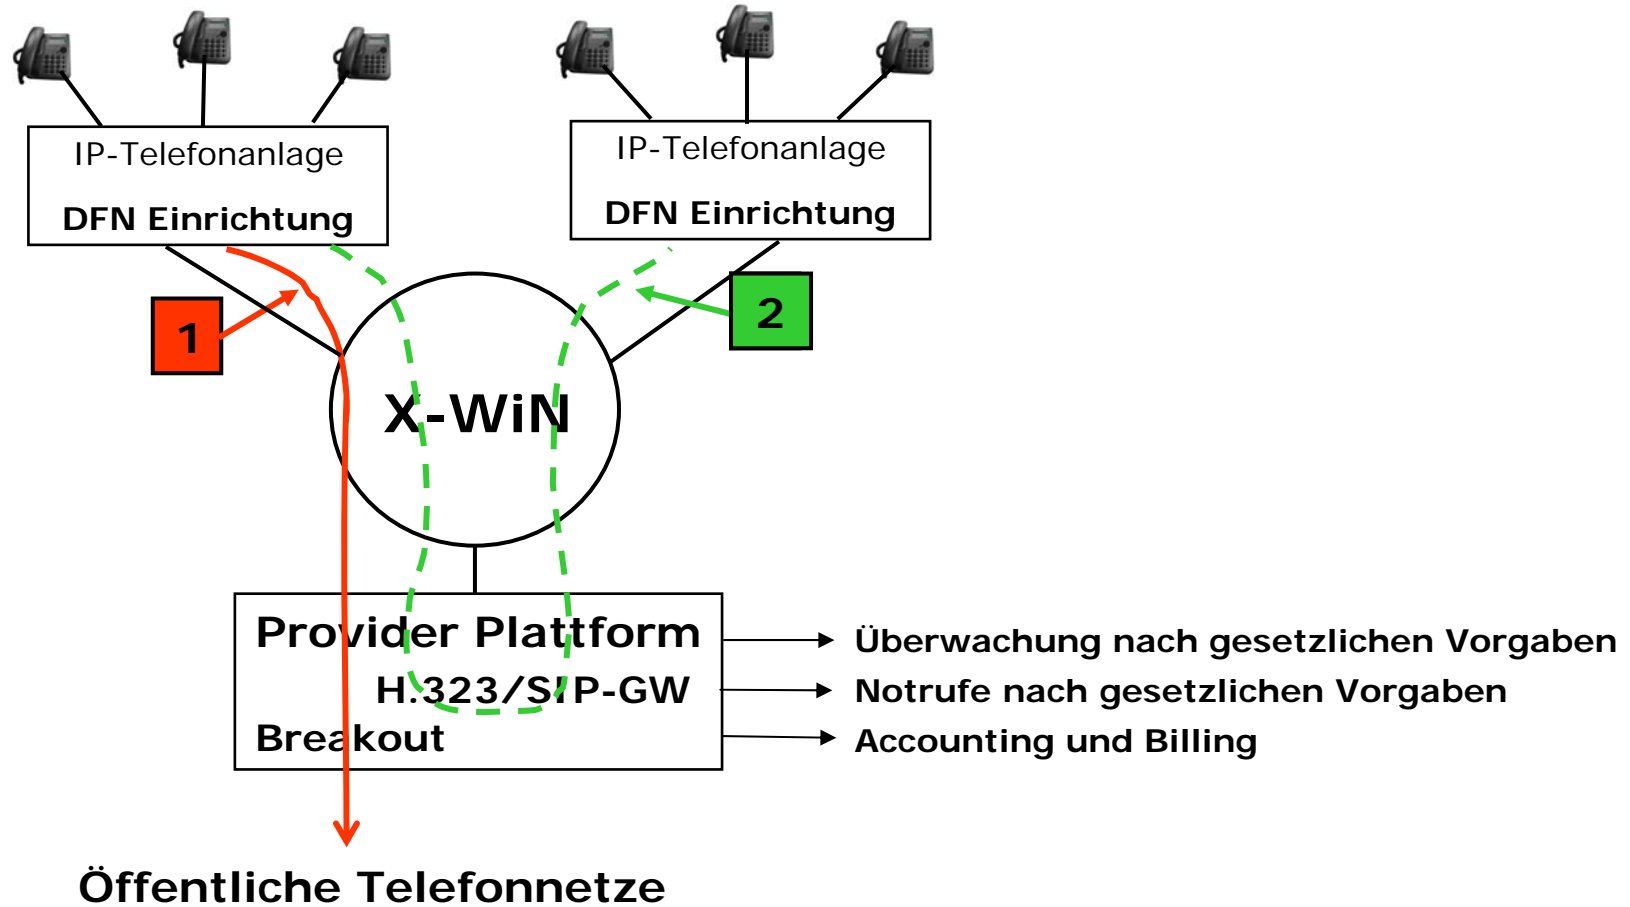 IP-Telefonanlage
DFN Einrichtung
IP-Telefonanlage
DFN Einrichtung
1
2
X-WiN
Provider Plattform
H.323/SIP-GW
Breakout
Überwachung nach gesetzlichen Vorgaben
Notrufe nach gesetzlichen Vorgaben
Accounting und Billing
Öffentliche Telefonnetze